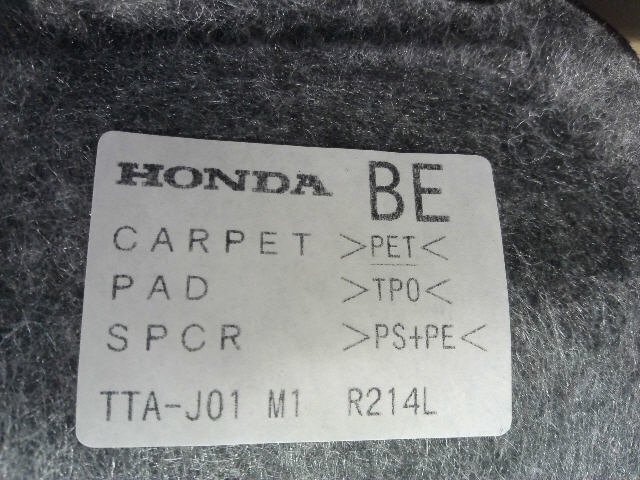 HONDA BE
CARPET >PET<
PAD >TPO<
SPCR >PS+PE<
TTA-J01 M1 R214L